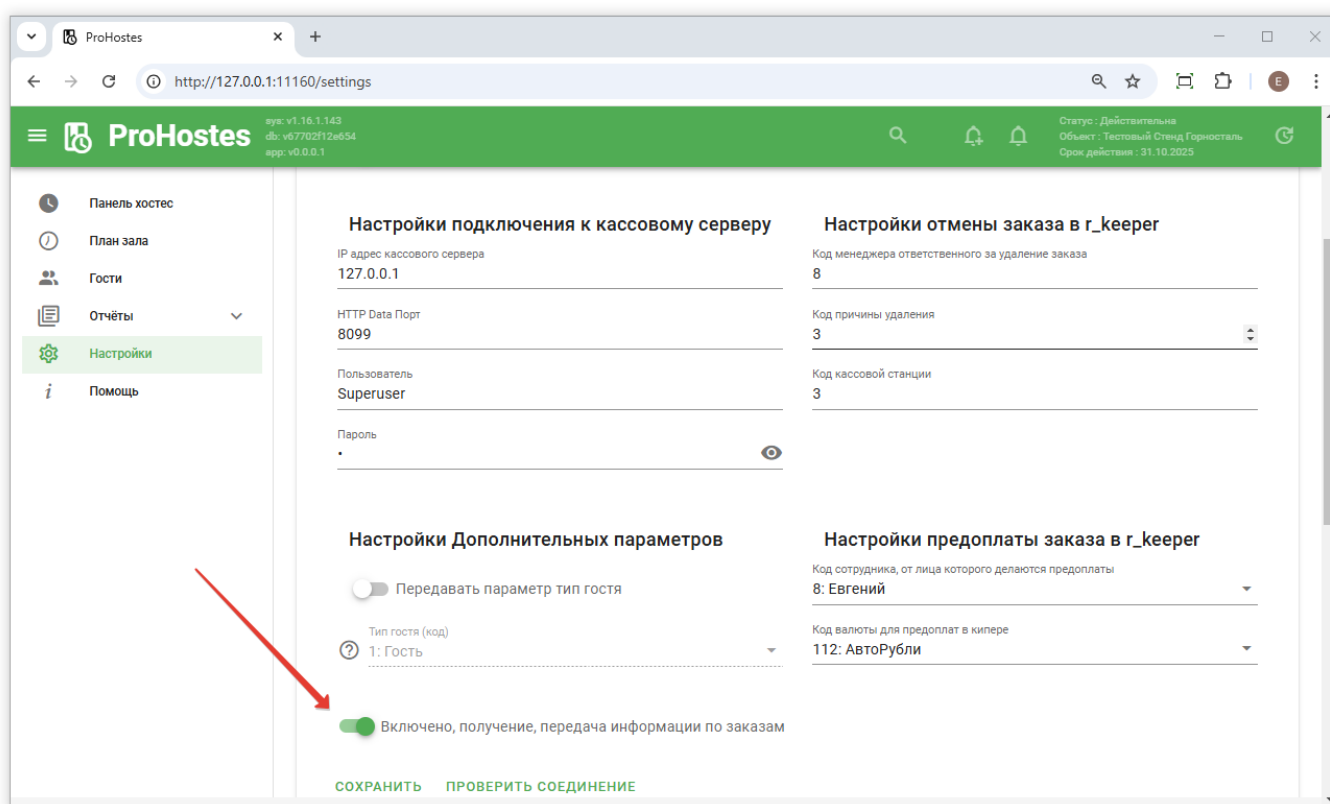 ProHostes
http://127.0.0.1:11160/settings
E
ProHostes
sys: v1.16.1.143
db: v67702f12e654
app: v0.0.0.1
Статус : Действительна
Объект : Тестовый Стенд Горносталь
Срок действия : 31.10.2025
Панель хостес
План зала
Гости
Отчёты
Настройки
Помощь
Настройки подключения к кассовому серверу
IP адрес кассового сервера
127.0.0.1
HTTP Data Порт
8099
Пользователь
Superuser
Пароль
Настройки отмены заказа в r_keeper
Код менеджера ответственного за удаление заказа
8
Код причины удаления
3
Код кассовой станции
3
Настройки Дополнительных параметров
Передавать параметр тип гостя
Тип гостя (код)
1: Гость
Включено, получение, передача информации по заказам
Настройки предоплаты заказа в r_keeper
Код сотрудника, от лица которого делаются предоплаты
8: Евгений
Код валюты для предоплат в кипере
112: АвтоРубли
СОХРАНИТЬ ПРОВЕРИТЬ СОЕДИНЕНИЕ